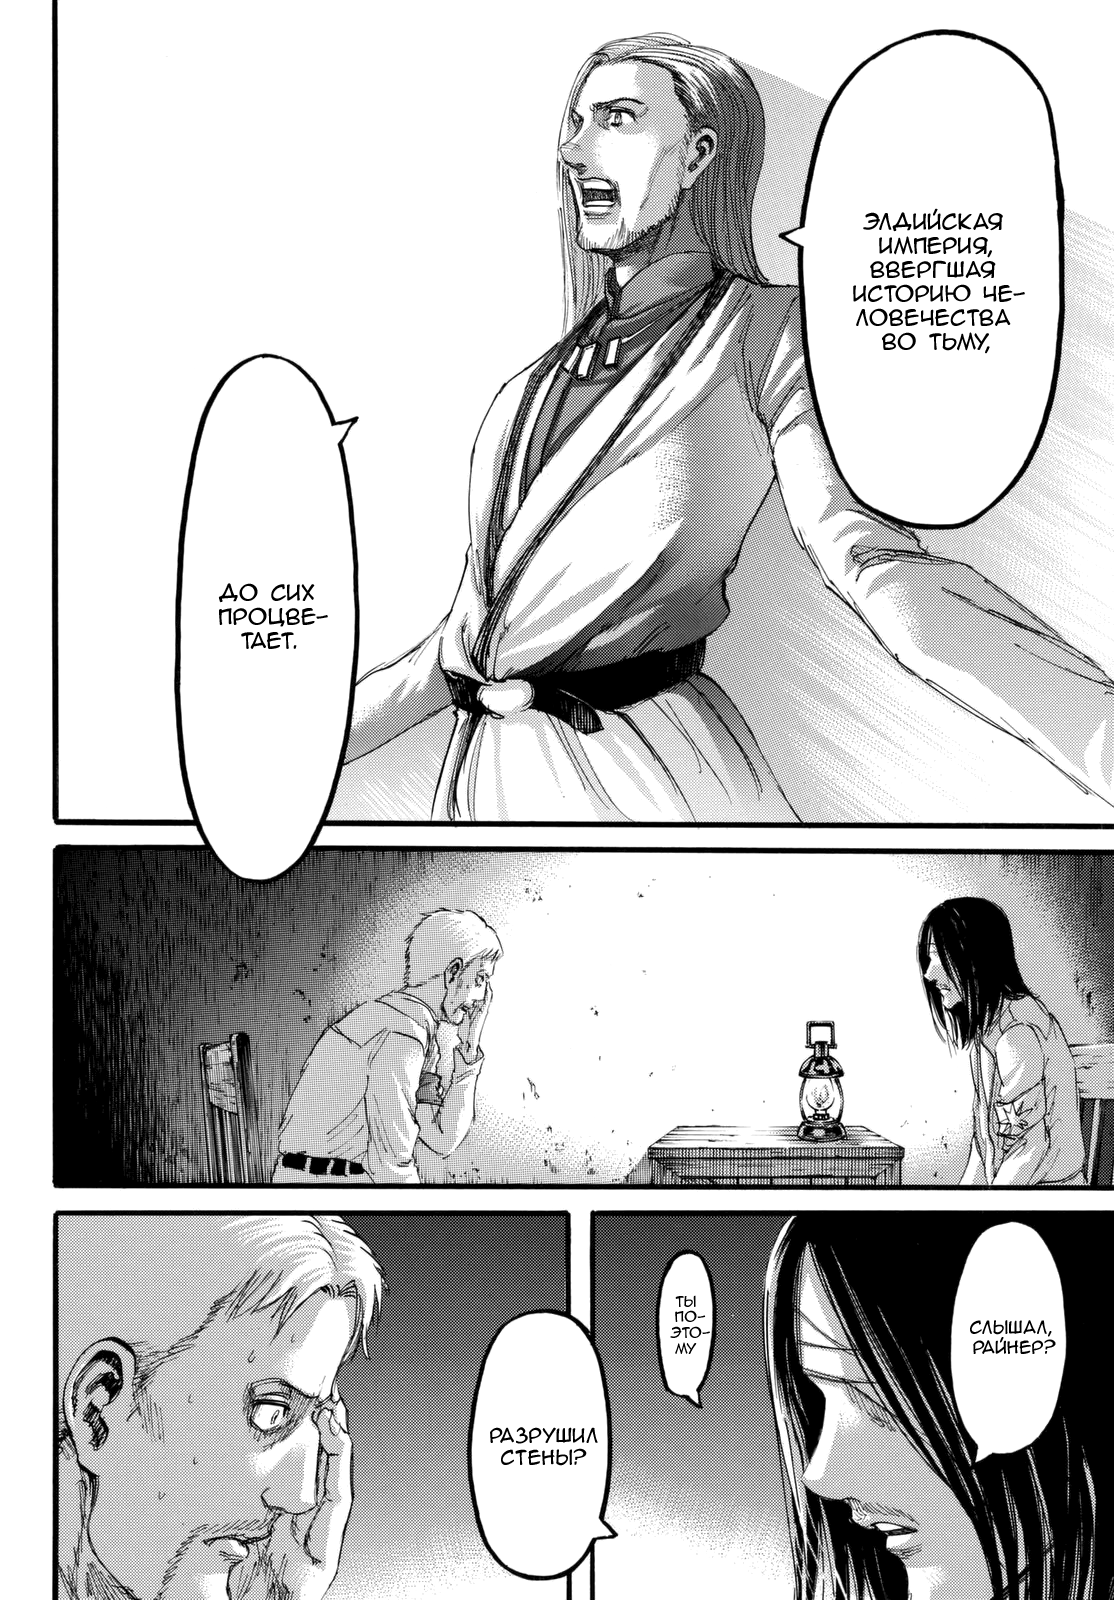 ЭЛДИЙСКАЯ
ИМПЕРИЯ,
ВВЕРГШАЯ
ИСТОРИЮ ЧЕ-
ЛОВЕЧЕСТВА
ВО ТЬМУ,
ДО СИХ
ПРОЦВЕ-
ТАЕТ.
СЛЫШАЛ,
РАЙНЕР?
ТЫ
ПО-
ЭТО-
МУ
РАЗРУШИЛ
СТЕНЫ?